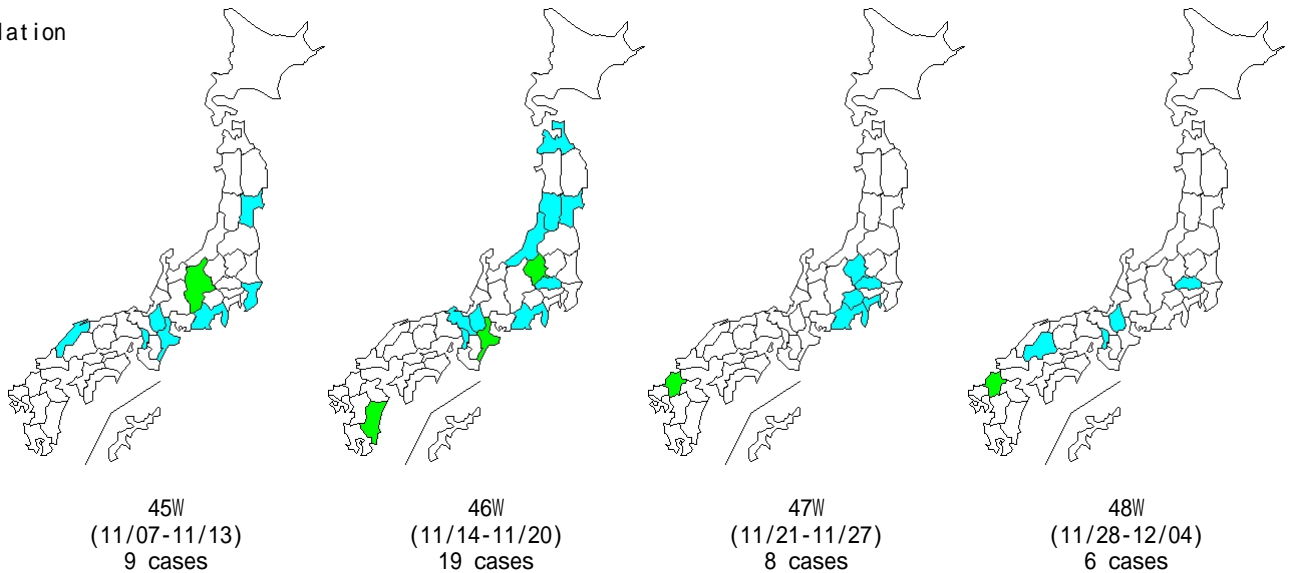 lation
45W
(11/07-11/13)
9 cases
46W
(11/14-11/20)
19 cases
47W
(11/21-11/27)
8 cases
48W
(11/28-12/04)
6 cases